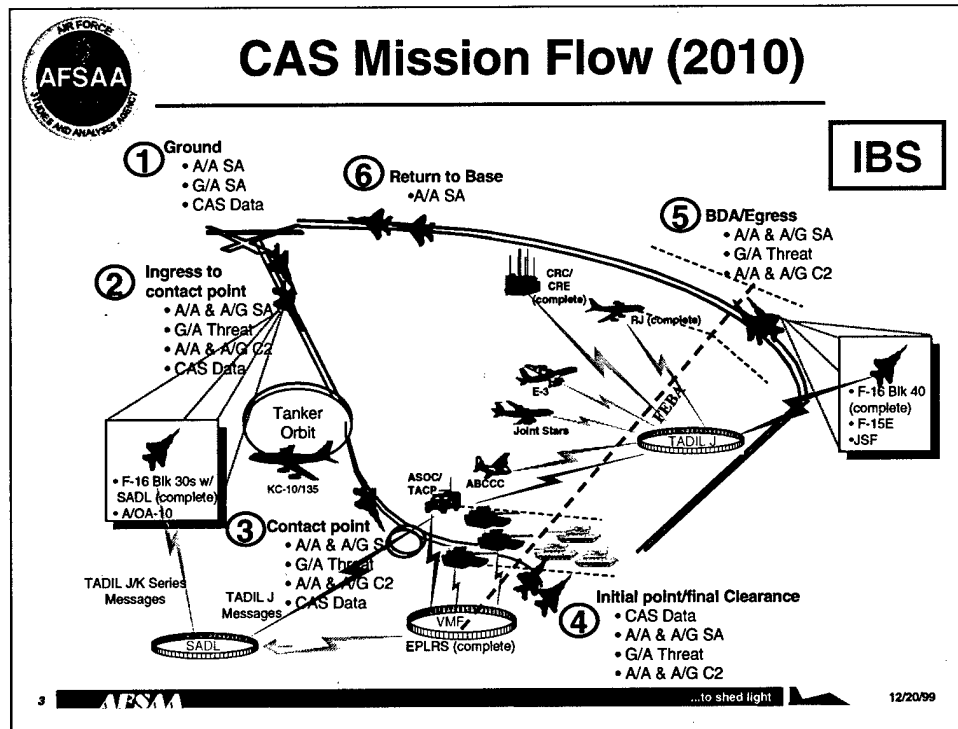 AIR FORCE
AFSAA
STUDIES AND ANALYSES AGENCY
CAS Mission Flow (2010)
IBS
1 Ground
• A/A SA
• G/A SA
• CAS Data
6 Return to Base
•A/A SA
5 BDA/Egress
• A/A & A/G SA
• G/A Threat
• A/A & A/G C2
2 Ingress to
contact point
• A/A & A/G SA
• G/A Threat
• A/A & A/G C2
• CAS Data
CRC/
CRE
(complete)
RJ (complete)
E-3
Joint Stars
FEBA
TADIL J
• F-16 Blk 40
(complete)
• F-15E
•JSF
Tanker
Orbit
KC-10/135
ASOC/
TACP
ABCCC
• F-16 Blk 30s w/
SADL (complete)
• A/OA-10
3 Contact point
• A/A & A/G S
• G/A Threat
• A/A & A/G C2
• CAS Data
TADIL J/K Series
Messages
TADIL J
Messages
SADL
VMF
EPLRS (complete)
4 Initial point/final Clearance
• CAS Data
• A/A & A/G SA
• G/A Threat
• A/A & A/G C2
3 AFSAA ...to shed light 12/20/99